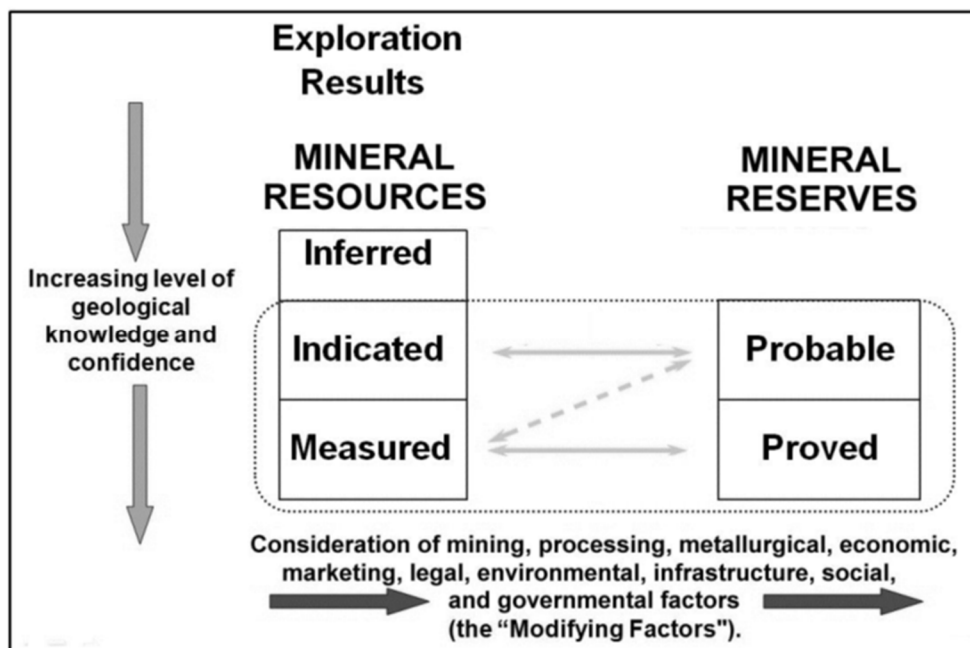 Exploration
Results
MINERAL
RESOURCES
MINERAL
RESERVES
Inferred
Increasing level of
geological
knowledge and
confidence
Indicated
Probable
Measured
Proved
Consideration of mining, processing, metallurgical, economic,
marketing, legal, environmental, infrastructure, social,
and governmental factors
(the “Modifying Factors").